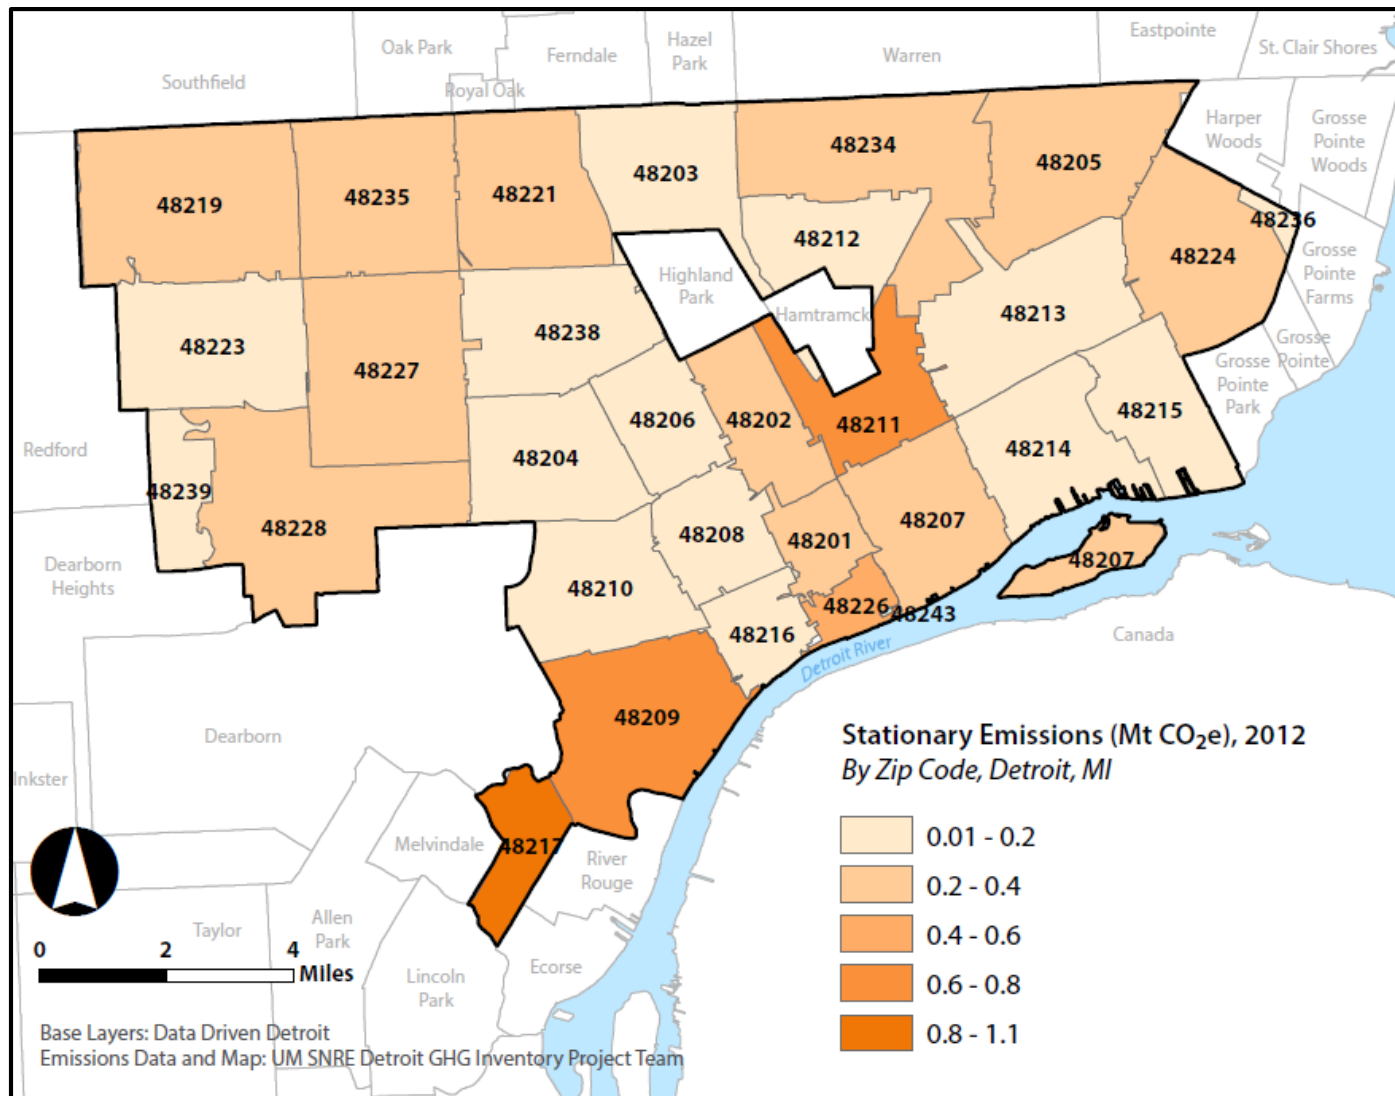 Eastpointe
Oak Park
Hazel
Park
Ferndale
Warren
St. Clair Shores
Southfield
Royal Oak
Harper
Woods
Grosse
Pointe
Woods
48234
48205
48203
48221
48235
48219
48236
48212
48224
Grosse
Pointe
Farms
Highland
Park
Hamtramck
48213
48238
48223
48227
Grosse
Pointe
Grosse
Pointe
Park
48215
48206
48202
48211
48214
Redford
48204
48239
48228
48208
48201
48207
48207
Dearborn
Heights
48210
48226
48243
48216
Canada
Detroit River
48209
Dearborn
Inkster
Stationary Emissions (Mt CO₂e), 2012
By Zip Code, Detroit, MI
0.01 - 0.2
0.2 - 0.4
0.4 - 0.6
0.6 - 0.8
0.8 - 1.1
Melvindale
48217
River
Rouge
Taylor
Allen
Park
Ecorse
Lincoln
Park
0 2 4
Miles
Base Layers: Data Driven Detroit
Emissions Data and Map: UM SNRE Detroit GHG Inventory Project Team